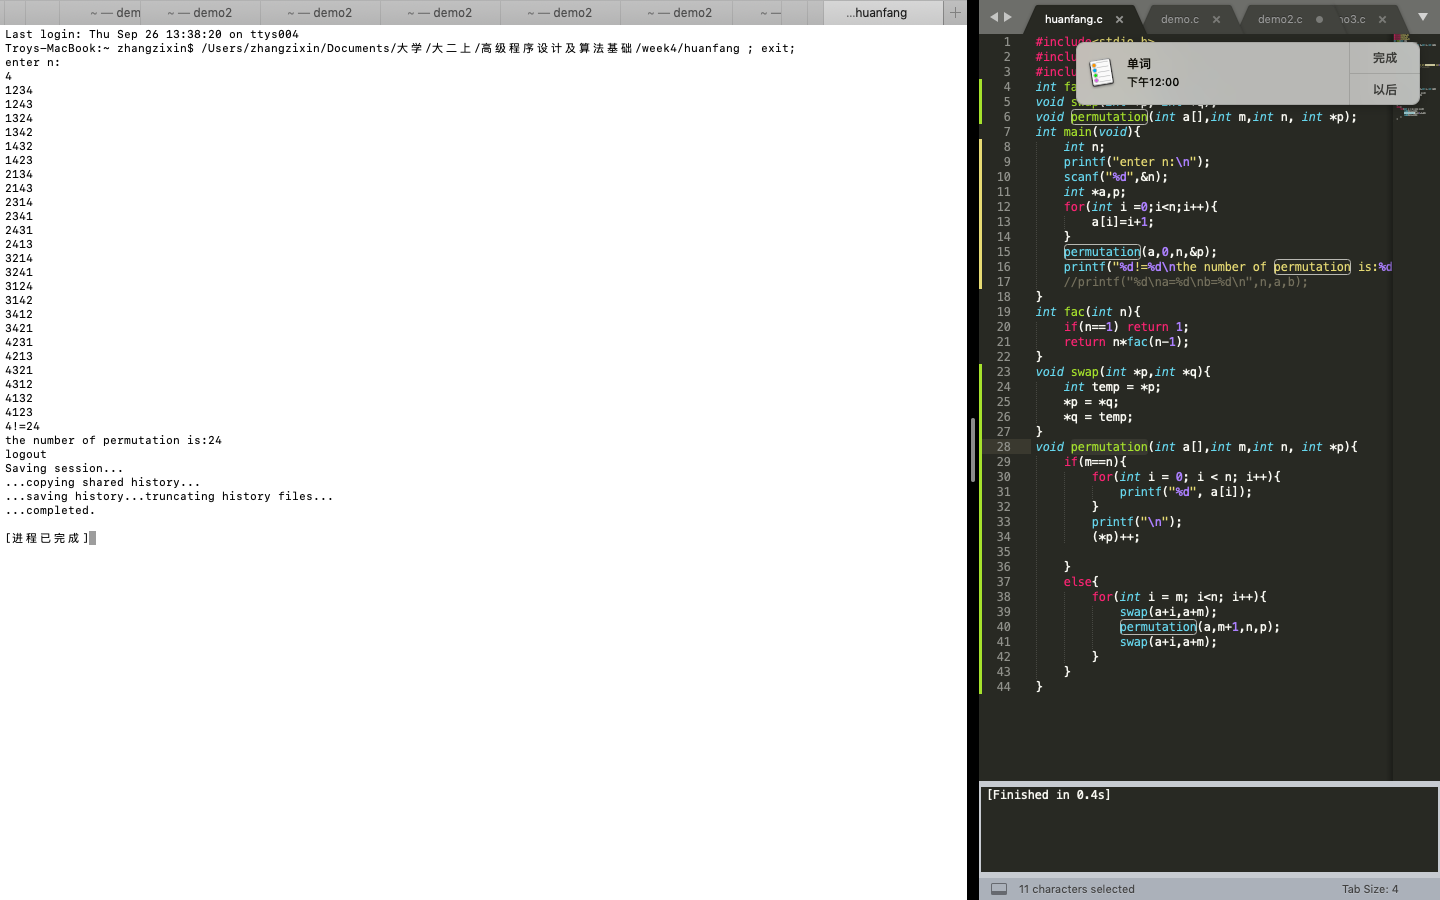 ~ — dem
~ — demo2
~ — demo2
~ — demo2
~ — demo2
~ — demo2
~ —
...huanfang
Last login: Thu Sep 26 13:38:20 on ttys004
Troys-MacBook:~ zhangzixin$ /Users/zhangzixin/Documents/大学/大二上/高级程序设计及算法基础/week4/huanfang ; exit;
enter n:
4
1234
1243
1324
1342
1432
1423
2134
2143
2314
2341
2431
2413
3214
3241
3124
3142
3412
3421
4231
4213
4321
4312
4132
4123
4!=24
the number of permutation is:24
logout
Saving session...
...copying shared history...
...saving history...truncating history files...
...completed.
[进程已完成]
huanfang.c
demo.c
demo2.c
no3.c
单词
下午12:00
完成
以后
1 #include<stdio.h>
2 #inclu
3 #inclu
4 int fa
5 void swap(int *p, int *q);
6 void permutation(int a[],int m,int n, int *p);
7 int main(void){
8 int n;
9 printf("enter n:\n");
10 scanf("%d",&n);
11 int *a,p;
12 for(int i =0;i<n;i++){
13 a[i]=i+1;
14 }
15 permutation(a,0,n,&p);
16 printf("%d!=%d\nthe number of permutation is:%d
17 //printf("%d\na=%d\nb=%d\n",n,a,b);
18 }
19 int fac(int n){
20 if(n==1) return 1;
21 return n*fac(n-1);
22 }
23 void swap(int *p,int *q){
24 int temp = *p;
25 *p = *q;
26 *q = temp;
27 }
28 void permutation(int a[],int m,int n, int *p){
29 if(m==n){
30 for(int i = 0; i < n; i++){
31 printf("%d", a[i]);
32 }
33 printf("\n");
34 (*p)++;
35
36 }
37 else{
38 for(int i = m; i<n; i++){
39 swap(a+i,a+m);
40 permutation(a,m+1,n,p);
41 swap(a+i,a+m);
42 }
43 }
44 }
[Finished in 0.4s]
11 characters selected
Tab Size: 4